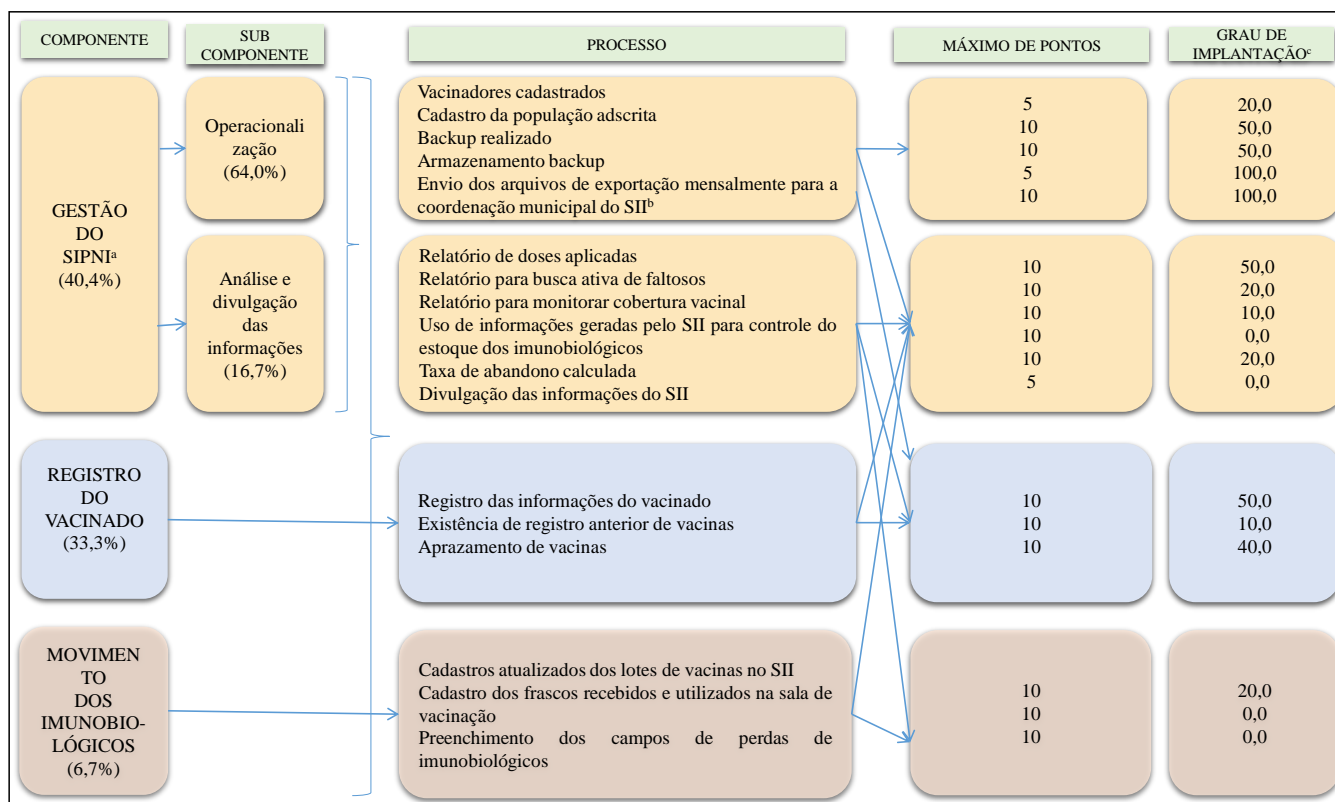 COMPONENTE
SUB
COMPONENTE
PROCESSO
MÁXIMO DE PONTOS
GRAU DE
IMPLANTAÇÃOᶜ
GESTÃO
DO
SIPNIᵃ
(40,4%)
Operacionali
zação
(64,0%)
Análise e
divulgação
das
informações
(16,7%)
Vacinadores cadastrados
Cadastro da população adscrita
Backup realizado
Armazenamento backup
Envio dos arquivos de exportação mensalmente para a
coordenação municipal do SIIᵇ
5
10
10
5
10
20,0
50,0
50,0
100,0
100,0
Relatório de doses aplicadas
Relatório para busca ativa de faltosos
Relatório para monitorar cobertura vacinal
Uso de informações geradas pelo SII para controle do
estoque dos imunobiológicos
Taxa de abandono calculada
Divulgação das informações do SII
10
10
10
10
10
5
50,0
20,0
10,0
0,0
20,0
0,0
REGISTRO
DO
VACINADO
(33,3%)
Registro das informações do vacinado
Existência de registro anterior de vacinas
Aprazamento de vacinas
10
10
10
50,0
10,0
40,0
MOVIMEN
TO
DOS
IMUNOBIO-
LÓGICOS
(6,7%)
Cadastros atualizados dos lotes de vacinas no SII
Cadastro dos frascos recebidos e utilizados na sala de
vacinação
Preenchimento dos campos de perdas de
imunobiológicos
10
10
10
20,0
0,0
0,0